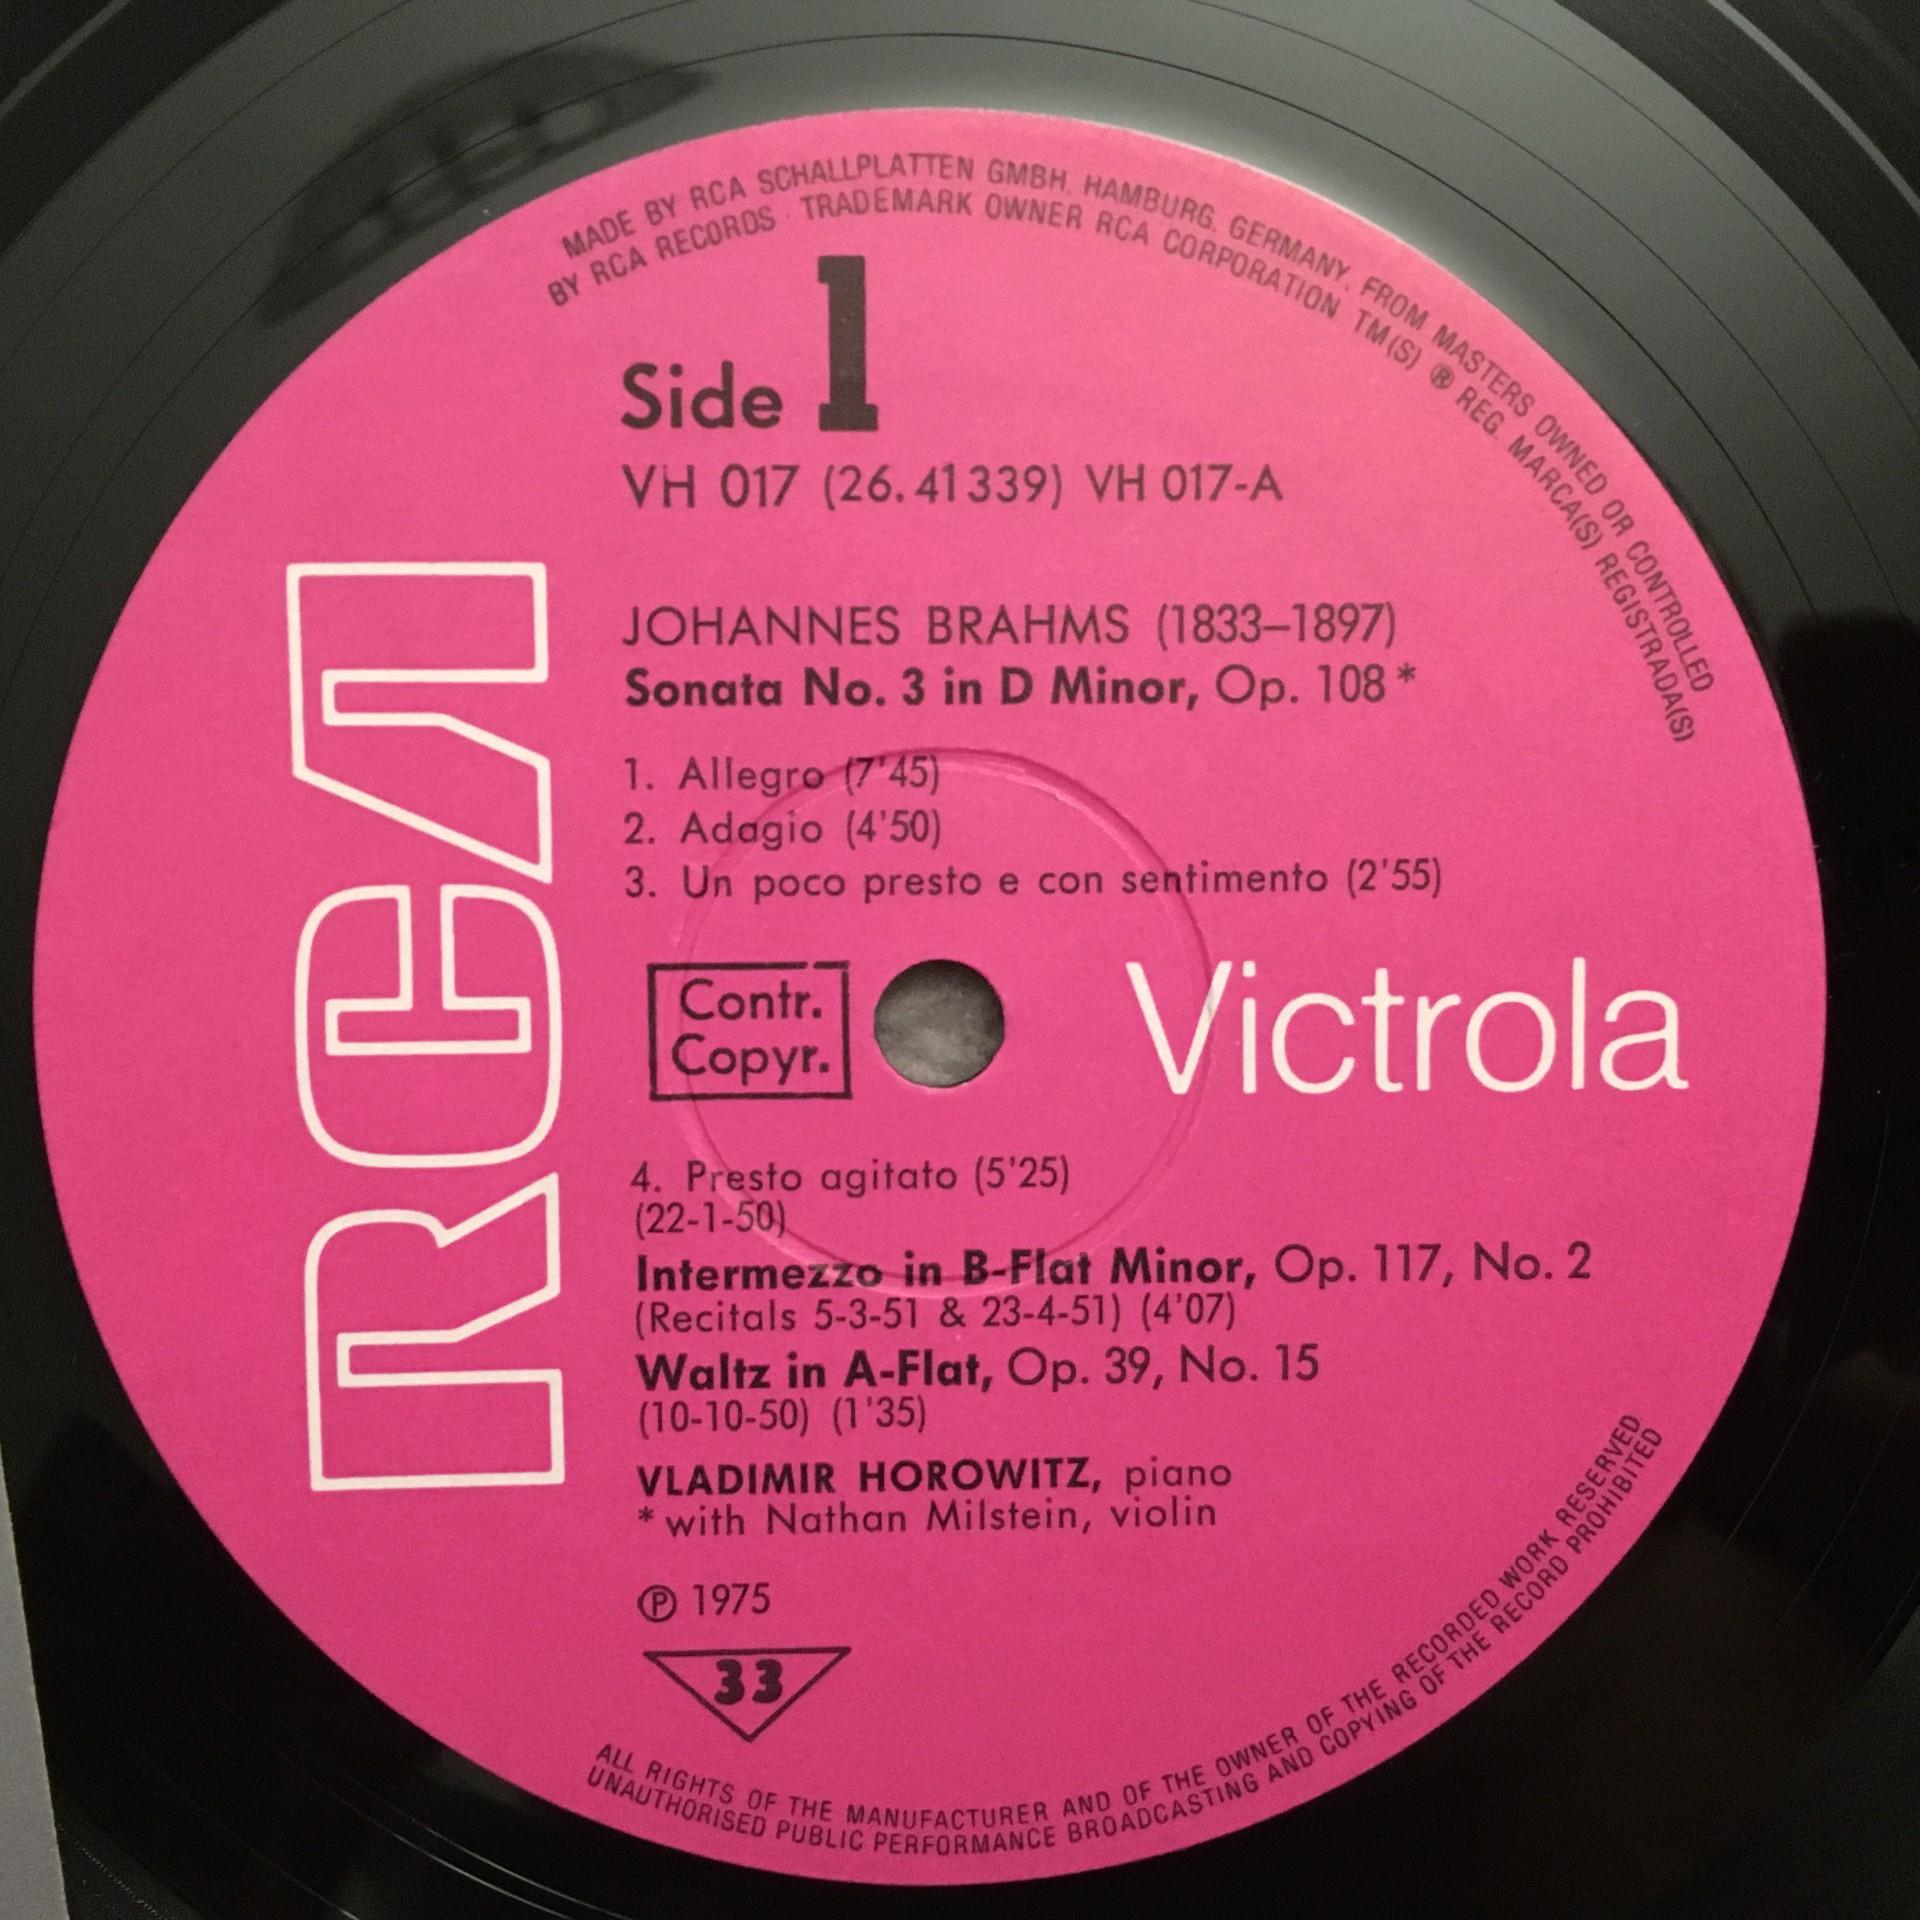 MADE BY RCA SCHALLPLATTEN GMBH. HAMBURG. GERMANY. FROM MASTERS OWNED OR CONTROLLED
BY RCA RECORDS · TRADEMARK OWNER RCA CORPORATION TM(S) ® REG. MARCA(S) REGISTRADA(S)
Side 1
VH 017 (26.41339) VH 017-A
JOHANNES BRAHMS (1833–1897)
Sonata No. 3 in D Minor, Op. 108*
1. Allegro (7'45)
2. Adagio (4'50)
3. Un poco presto e con sentimento (2'55)
RCA
Contr.
Copyr.
Victrola
4. Presto agitato (5'25)
(22-1-50)
Intermezzo in B-Flat Minor, Op. 117, No. 2
(Recitals 5-3-51 & 23-4-51) (4'07)
Waltz in A-Flat, Op. 39, No. 15
(10-10-50) (1'35)
VLADIMIR HOROWITZ, piano
* with Nathan Milstein, violin
℗ 1975
33
ALL RIGHTS OF THE MANUFACTURER AND OF THE OWNER OF THE RECORDED WORK RESERVED
UNAUTHORISED PUBLIC PERFORMANCE BROADCASTING AND COPYING OF THE RECORD PROHIBITED